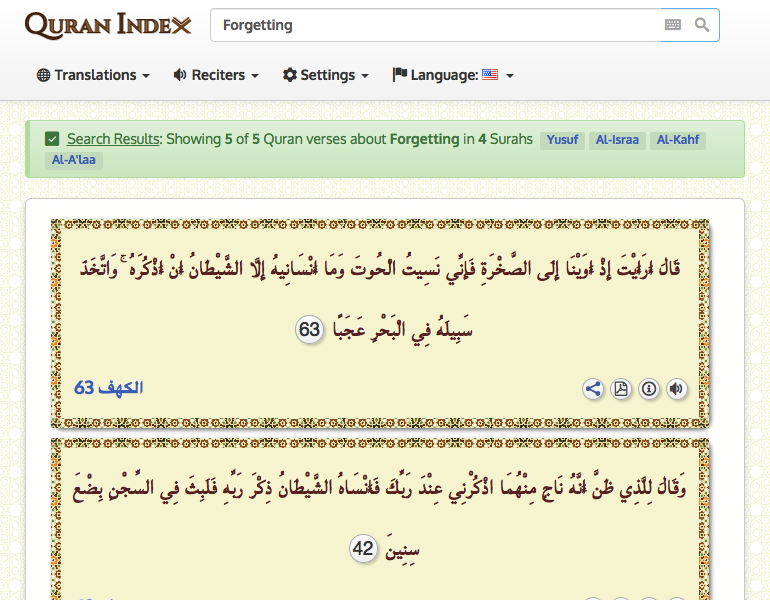 QURAN INDEX
Forgetting
Translations Reciters Settings Language:
Search Results: Showing 5 of 5 Quran verses about Forgetting in 4 Surahs Yusuf Al-Israa Al-Kahf
Al-A'laa
قَالَ أَرَأَيْتَ إِذْ أَوَيْنَا إِلَى الصَّخْرَةِ فَإِنِّي نَسِيتُ الْحُوتَ وَمَا أَنْسَانِيهُ إِلَّا الشَّيْطَانُ أَنْ أَذْكُرَهُ ۚ وَاتَّخَذَ
سَبِيلَهُ فِي الْبَحْرِ عَجَبًا 63
الكهف 63
وَقَالَ لِلَّذِي ظَنَّ أَنَّهُ نَاجٍ مِنْهُمَا اذْكُرْنِي عِنْدَ رَبِّكَ فَأَنْسَاهُ الشَّيْطَانُ ذِكْرَ رَبِّهِ فَلَبِثَ فِي السِّجْنِ بِضْعَ
سِنِينَ 42